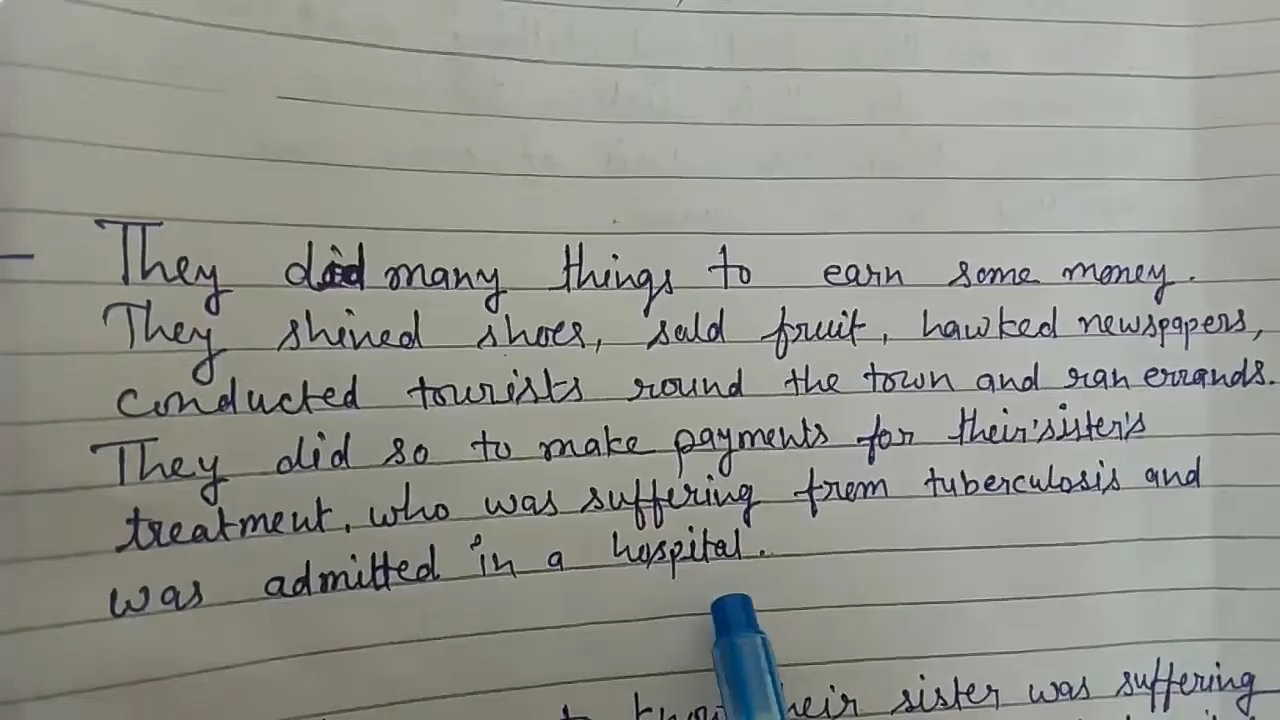 They did many things to earn some money.
They shined shoes, sald fruit, hawked newspapers,
conducted tourists round the town and ran errands.
They did so to make payments for their sister's
treatment, who was suffering from tuberculosis and
was admitted in a hospital.
sister was suffering